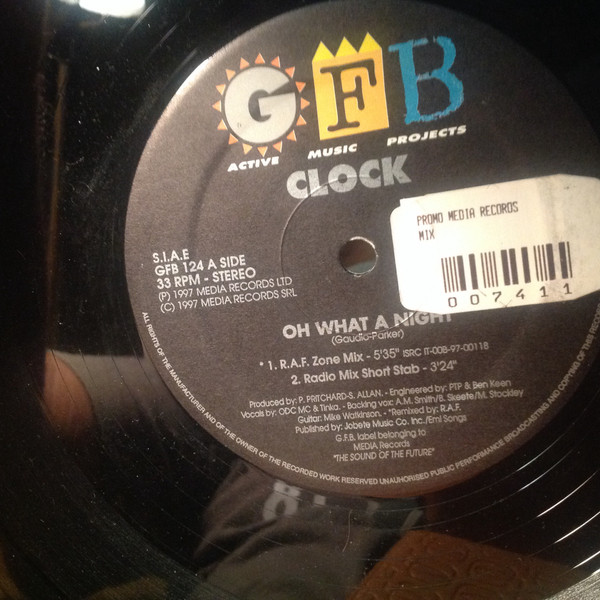 GFB
ACTIVE MUSIC PROJECTS
CLOCK
PROMO MEDIA RECORDS
MIX
007411
S.I.A.E
GFB 124 A SIDE
33 RPM - STEREO
(P) 1997 MEDIA RECORDS LTD
(C) 1997 MEDIA RECORDS SRL
OH WHAT A NIGHT
(Gaudio-Parker)
* 1. R.A.F. Zone Mix - 5'35" ISRC IT-00B-97-00118
2. Radio Mix Short Stab - 3'24"
Produced by: P. PRITCHARD-S. ALLAN. - Engineered by: PTP & Ben Keen
Vocals by: ODC MC & Tinka. - Backing vox: A.M. Smith/B. Skeete/M. Stockley
Guitar: Mike Watkinson. - *Remixed by: R.A.F.
Published by: Jobete Music Co. Inc./Emi Songs
G.F.B. label belonging to
MEDIA Records
"THE SOUND OF THE FUTURE"
ALL RIGHTS OF THE MANUFACTURER AND OF THE OWNER OF THE RECORDED WORK RESERVED UNAUTHORISED PUBLIC PERFORMANCE BROADCASTING AND COPYING OF THIS RECORD